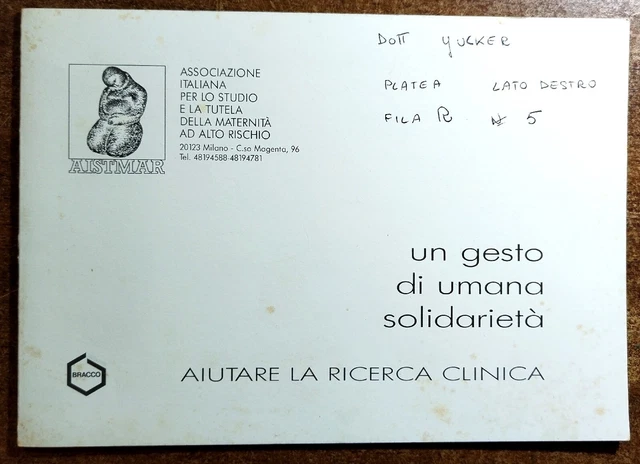 DOTT YUCKER
PLATEA LATO DESTRO
FILA R N 5
ASSOCIAZIONE
ITALIANA
PER LO STUDIO
E LA TUTELA
DELLA MATERNITÀ
AD ALTO RISCHIO
20123 Milano - C.so Magenta, 96
Tel. 48194588-48194781
AISTMAR
un gesto
di umana
solidarietà
BRACCO
AIUTARE LA RICERCA CLINICA